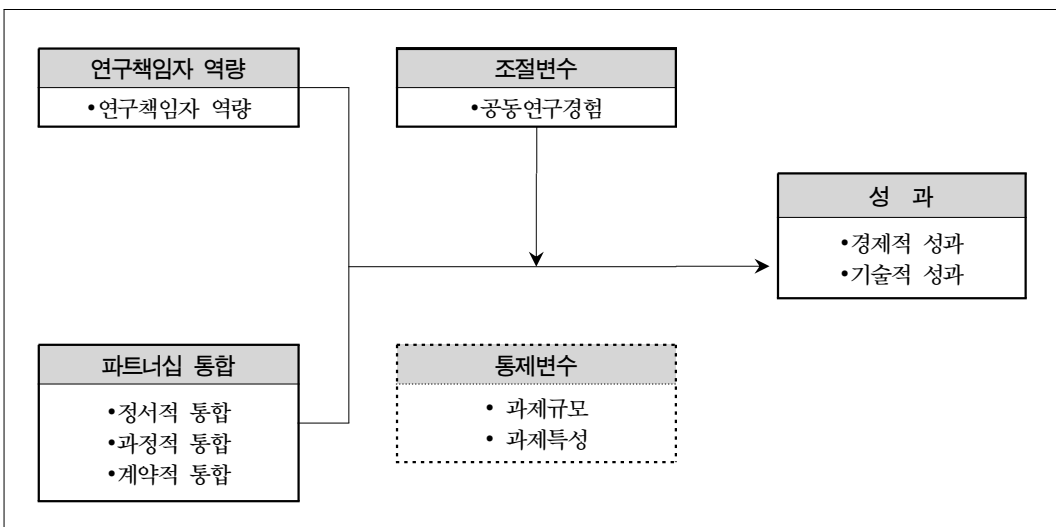 연구책임자 역량
•연구책임자 역량
조절변수
•공동연구경험
성 과
•경제적 성과
•기술적 성과
파트너십 통합
•정서적 통합
•과정적 통합
•계약적 통합
통제변수
• 과제규모
• 과제특성